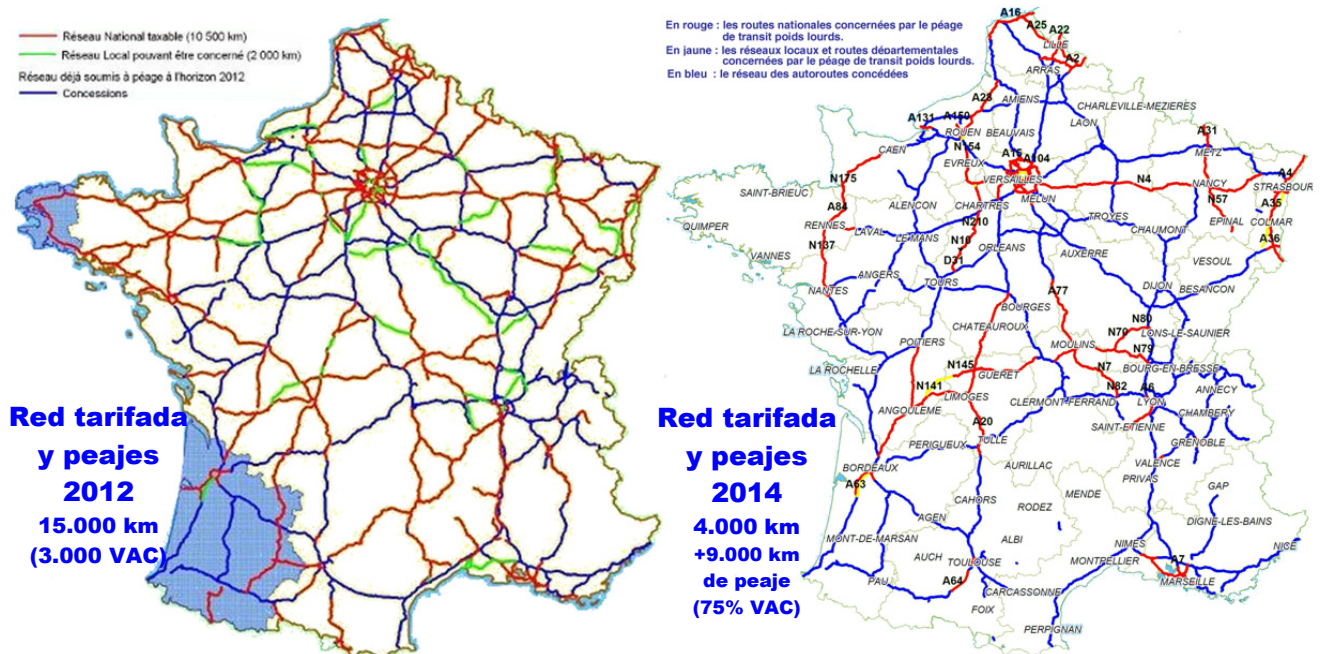 Réseau National taxable (10 500 km)
Réseau Local pouvant être concerné (2 000 km)
Réseau déjà soumis à péage à l'horizon 2012
Concessions
Red tarifada
y peajes
2012
15.000 km
(3.000 VAC)
En rouge : les routes nationales concernées par le péage
de transit poids lourds.
En jaune : les réseaux locaux et routes départementales
concernées par le péage de transit poids lourds.
En bleu : le réseau des autoroutes concédées
A16
A25
A22
LILLE
A2
ARRAS
A28
AMIENS
CHARLEVILLE-MEZIÈRES
A131
A150
ROUEN
BEAUVAIS
LAON
A31
CAEN
N154
A15
A104
METZ
EVREUX
VERSAILLES
N4
NANCY
A4
STRASBOUR
SAINT-BRIEUC
N175
MELUN
N57
A35
A84
ALENCON
CHARTRES
TROYES
EPINAL
COLMAR
QUIMPER
RENNES
LAVAL
LE MANS
N210
CHAUMONT
A36
N137
N10
ORLEANS
AUXERRE
VANNES
D31
VESOUL
ANGERS
TOURS
A77
DIJON
BESANCON
NANTES
BOURGES
N80
LA ROCHE-SUR-YON
CHATEAUROUX
N70
LONS-LE-SAUNIER
POITIERS
MOULINS
N79
LA ROCHELLE
N145
GUERET
N7
BOURG-EN-BRESSE
N141
LIMOGES
N82
A6
ANNECY
ANGOULEME
CLERMONT-FERRAND
LYON
CHAMBERY
Red tarifada
y peajes
2014
4.000 km
+9.000 km
de peaje
(75% VAC)
A20
SAINT-ETIENNE
PERIGUEUX
TULLE
GRENOBLE
BORDEAUX
AURILLAC
VALENCE
A63
PRIVAS
GAP
CAHORS
MENDE
RODEZ
AGEN
DIGNE-LES-BAINS
MONT-DE-MARSAN
ALBI
NIMES
NICE
AUCH
TOULOUSE
MONTPELLIER
A7
PAU
A64
MARSEILLE
CARCASSONNE
FOIX
PERPIGNAN